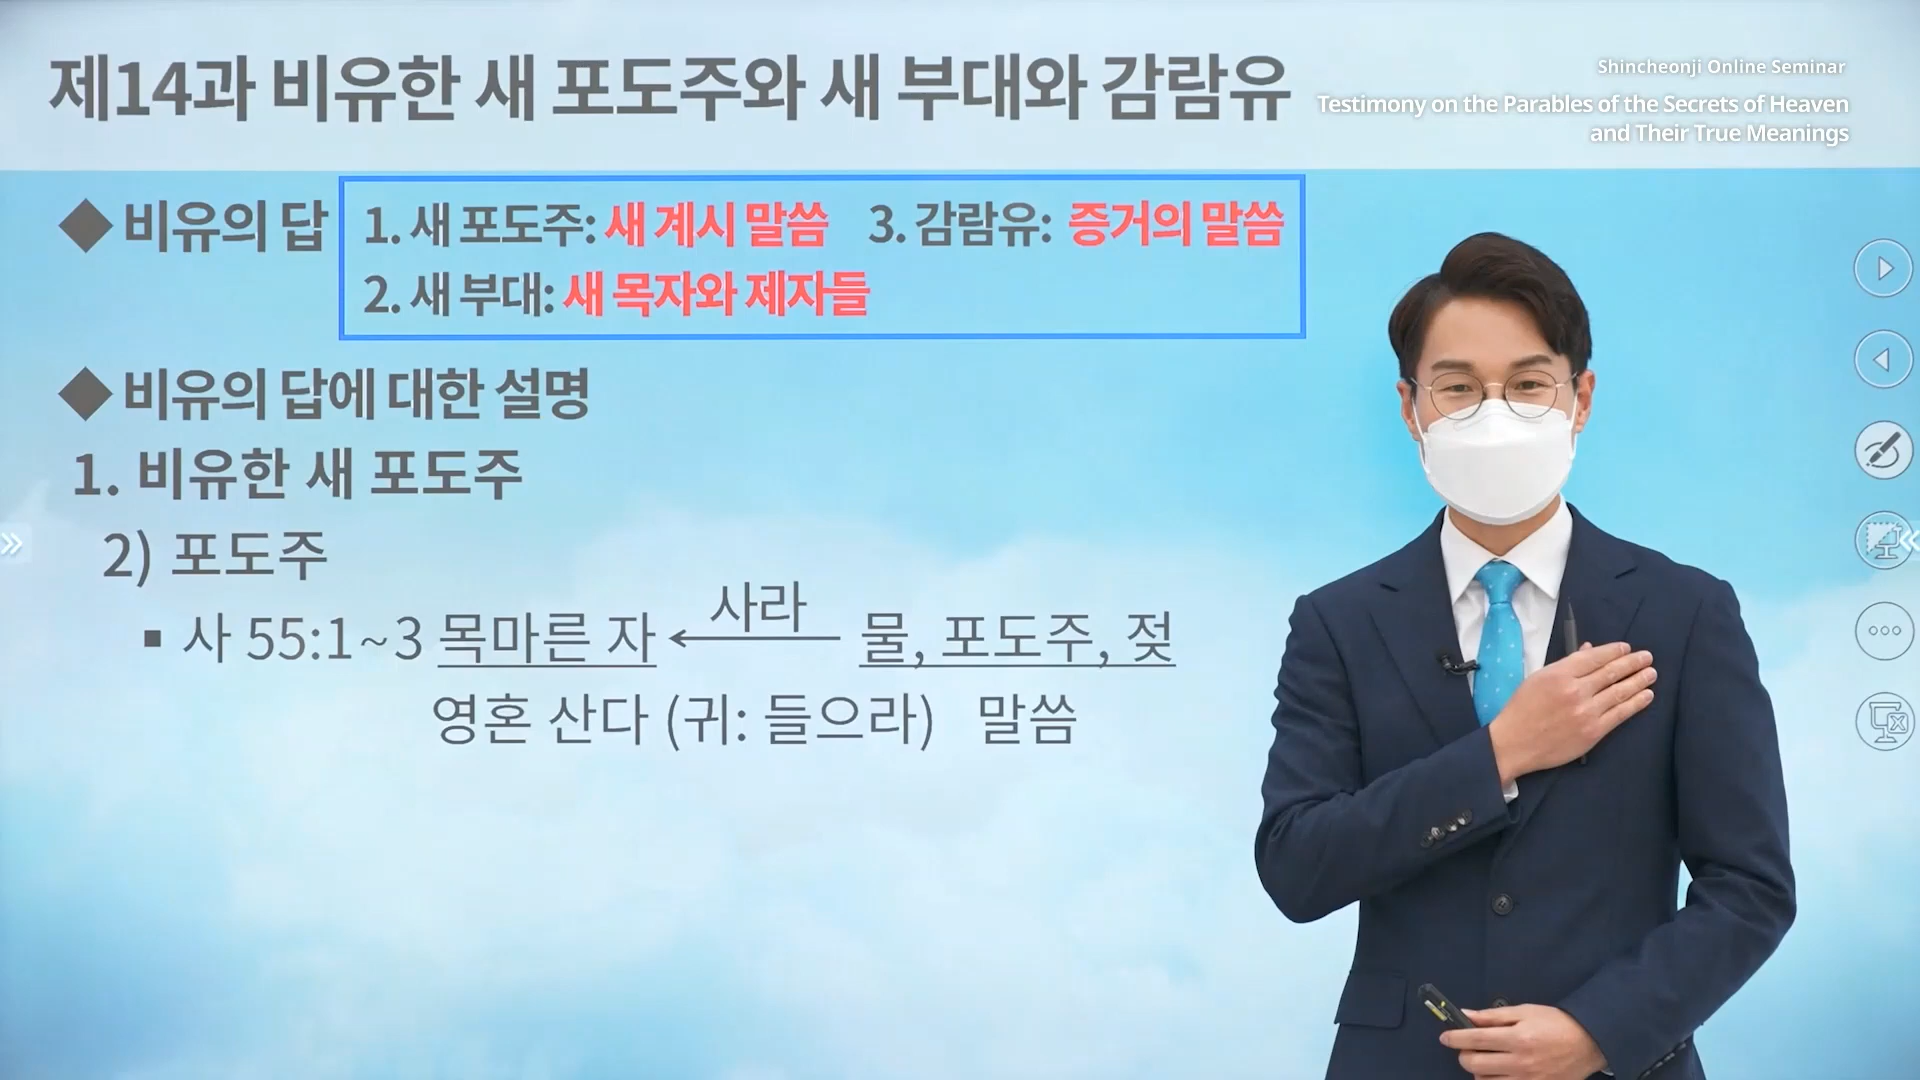 제14과 비유한 새 포도주와 새 부대와 감람유
Shincheonji Online Seminar
Testimony on the Parables of the Secrets of Heaven
and Their True Meanings
◆ 비유의 답
1. 새 포도주: 새 계시 말씀 3. 감람유: 증거의 말씀
2. 새 부대: 새 목자와 제자들
◆ 비유의 답에 대한 설명
1. 비유한 새 포도주
2) 포도주
▪ 사 55:1~3 목마른 자 ← 사라 물, 포도주, 젖
영혼 산다 (귀: 들으라) 말씀